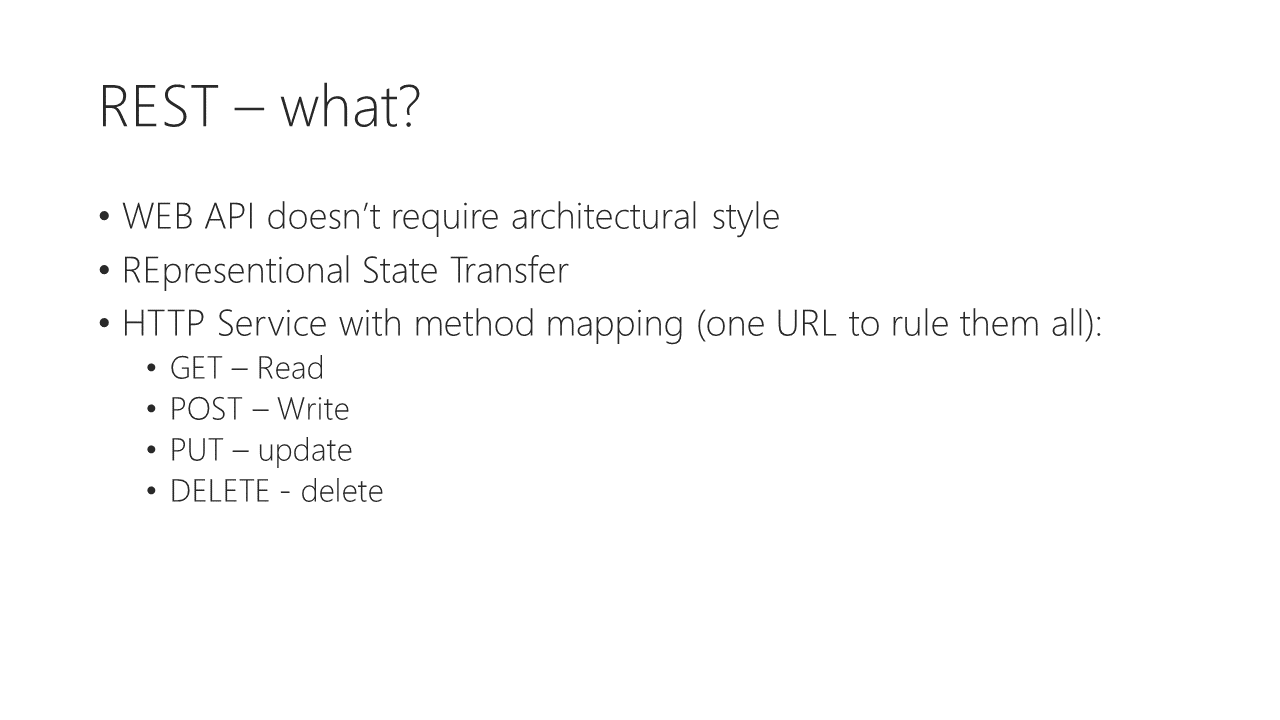 REST – what?
• WEB API doesn’t require architectural style
• REpresentional State Transfer
• HTTP Service with method mapping (one URL to rule them all):
• GET – Read
• POST – Write
• PUT – update
• DELETE - delete